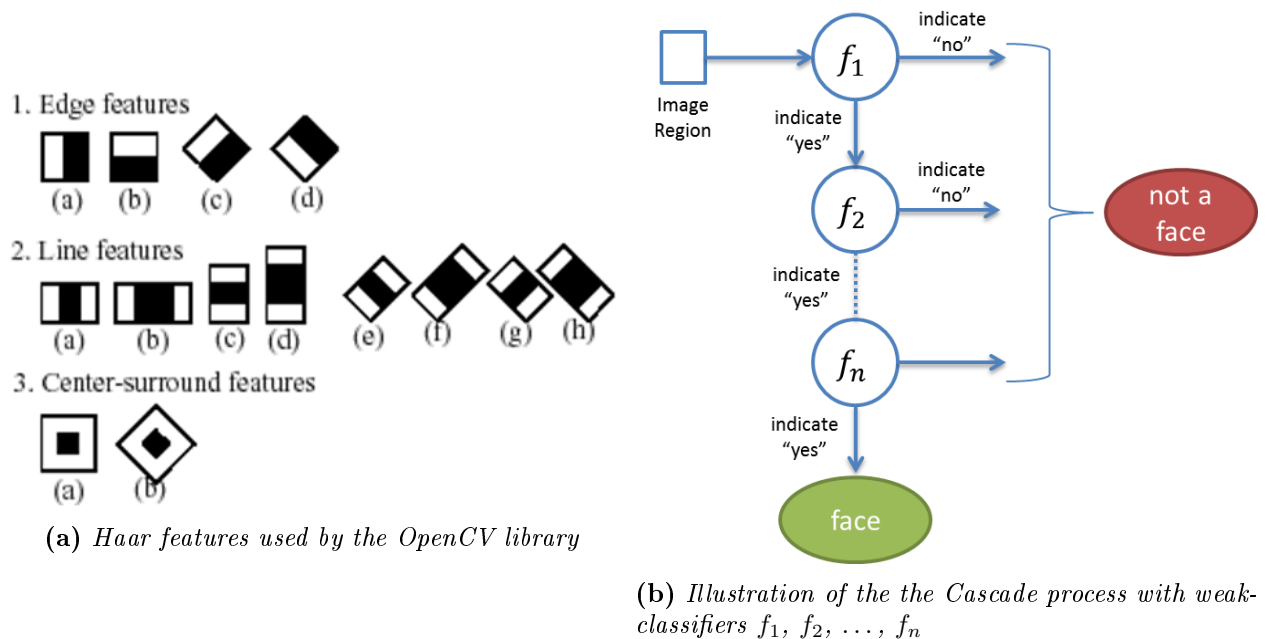 1. Edge features
(a) (b) (c) (d)
2. Line features
(a) (b) (c) (d) (e) (f) (g) (h)
3. Center-surround features
(a) (b)
(a) Haar features used by the OpenCV library
Image
Region
f₁
indicate
“no”
indicate
“yes”
f₂
indicate
“no”
indicate
“yes”
fₙ
indicate
“yes”
not a
face
face
(b) Illustration of the the Cascade process with weak-
classifiers f₁, f₂, ..., fₙ